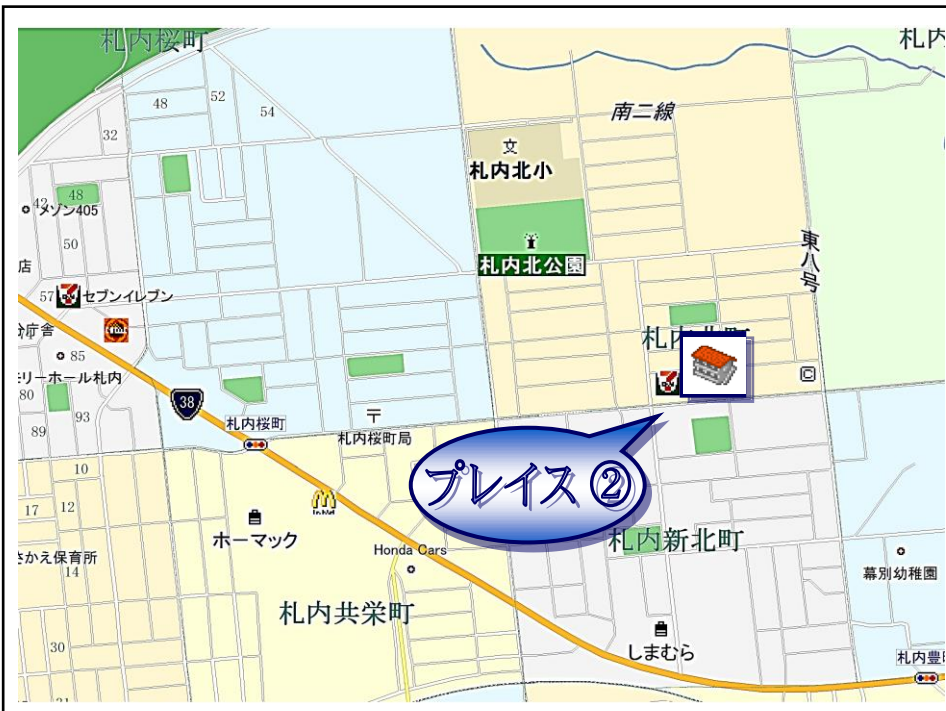 札内桜町
札内
48
52
54
32
南二線
文
札内北小
42
48
メゾン405
50
札内北公園
東八号
店
57
セブンイレブン
合庁舎
85
札内北町
リーホール札内
80
93
38
89
札内桜町
〒
札内桜町局
プレイス②
10
17
12
ホーマック
Honda Cars
札内新北町
さかえ保育所
14
幕別幼稚園
札内共栄町
30
しまむら
札内豊町